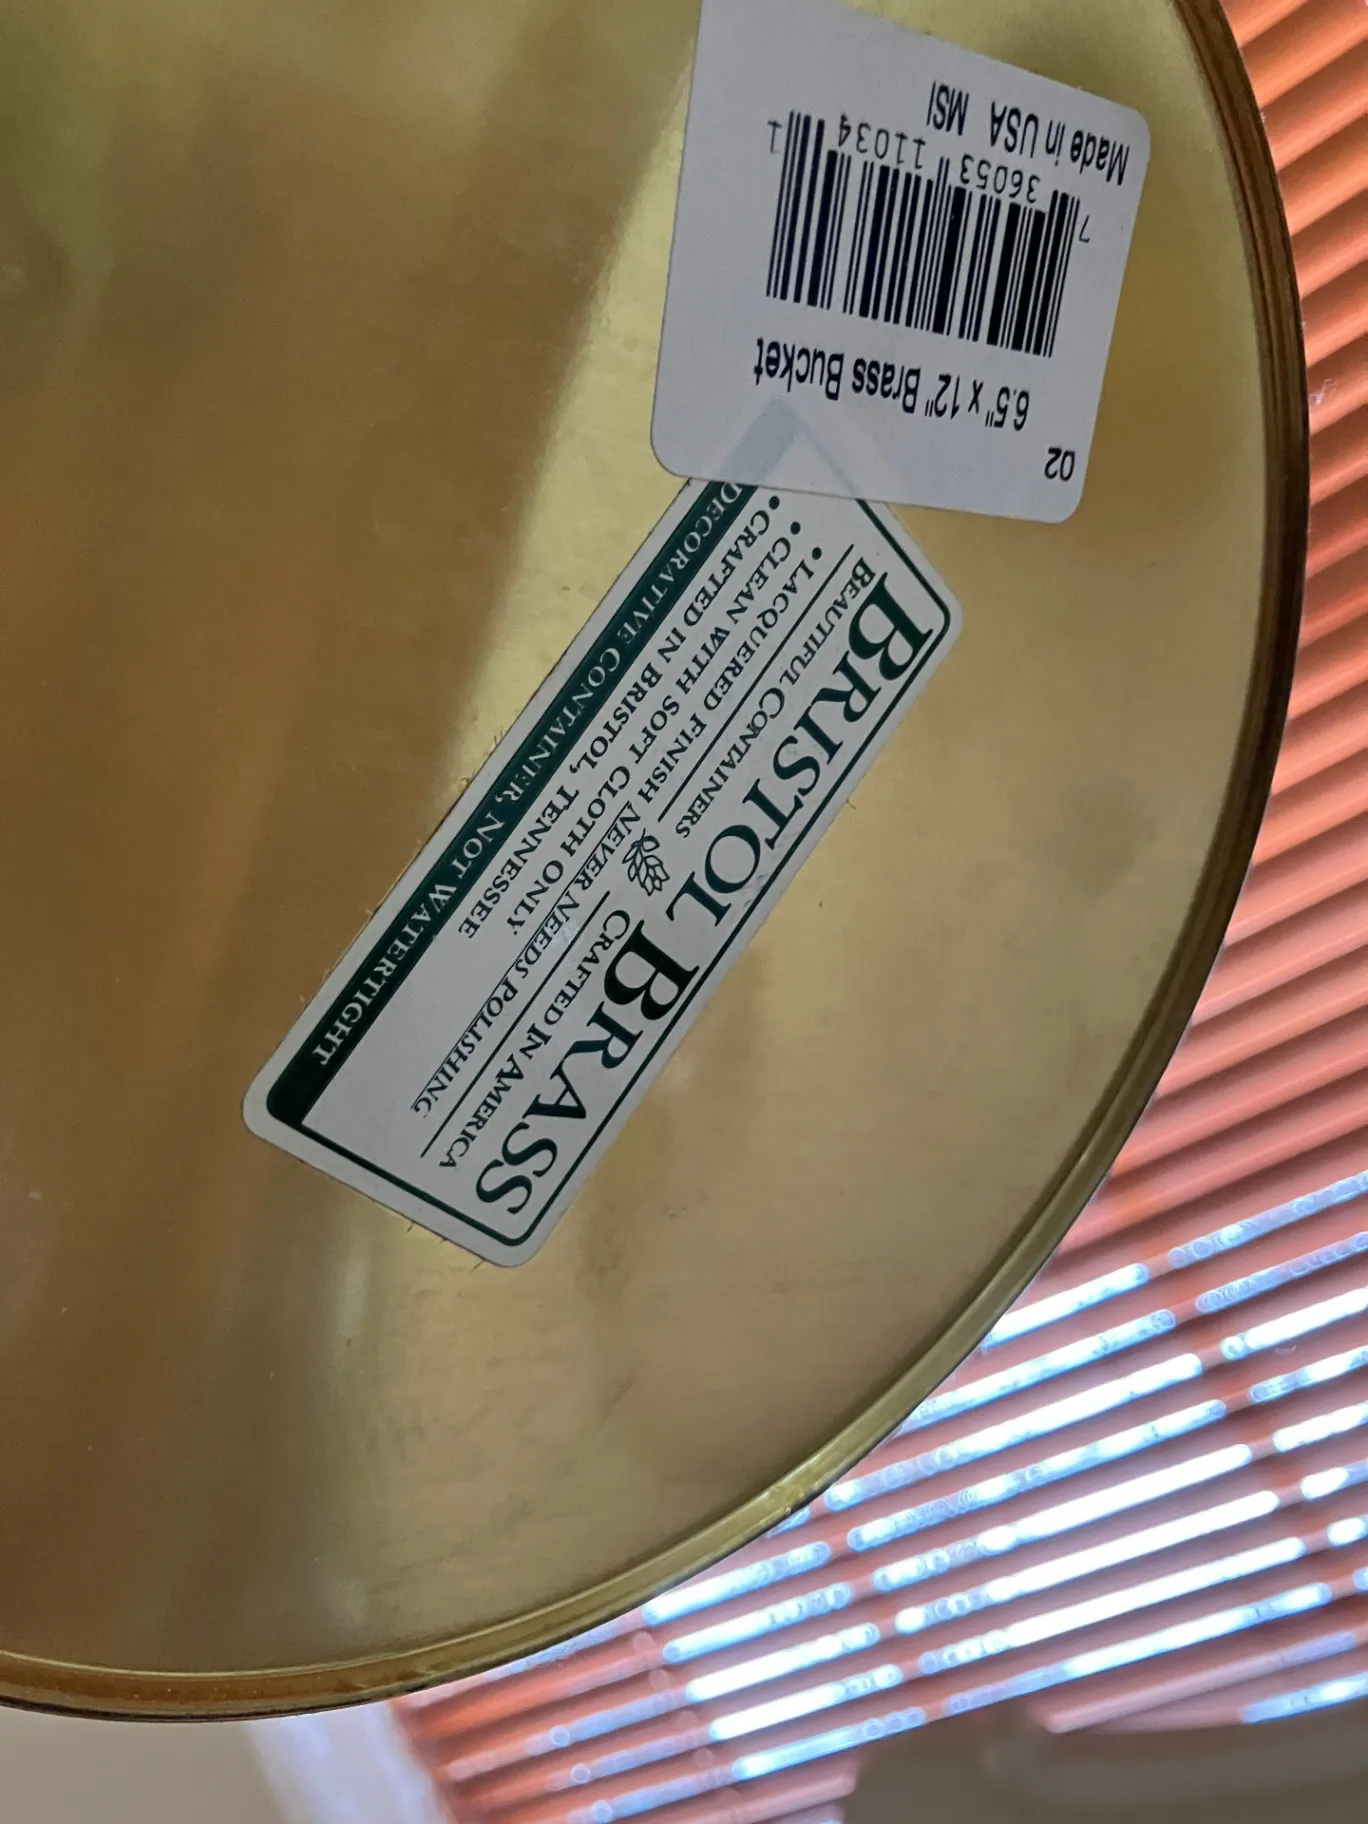 02
6.5" x 12" Brass Bucket
7 36053 11034 1
Made in USA MSI
BRISTOL BRASS
BEAUTIFUL CONTAINERS CRAFTED IN AMERICA
• LACQUERED FINISH NEVER NEEDS POLISHING
• CLEAN WITH SOFT CLOTH ONLY
• CRAFTED IN BRISTOL, TENNESSEE
DECORATIVE CONTAINER, NOT WATERTIGHT